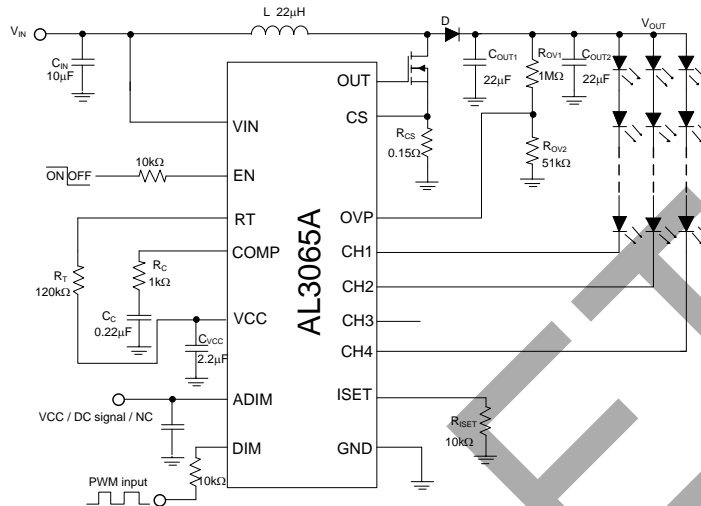 L 22μH
D
VIN
VOUT
CIN
10μF
COUT1
22μF
ROV1
1MΩ
COUT2
22μF
OUT
CS
RCS
0.15Ω
ROV2
51kΩ
VIN
ON OFF
10kΩ
EN
RT
OVP
COMP
CH1
RT
120kΩ
RC
1kΩ
CH2
CC
0.22μF
VCC
CVCC
2.2μF
CH3
CH4
AL3065A
ADIM
VCC / DC signal / NC
ISET
RISET
10kΩ
DIM
GND
10kΩ
PWM input